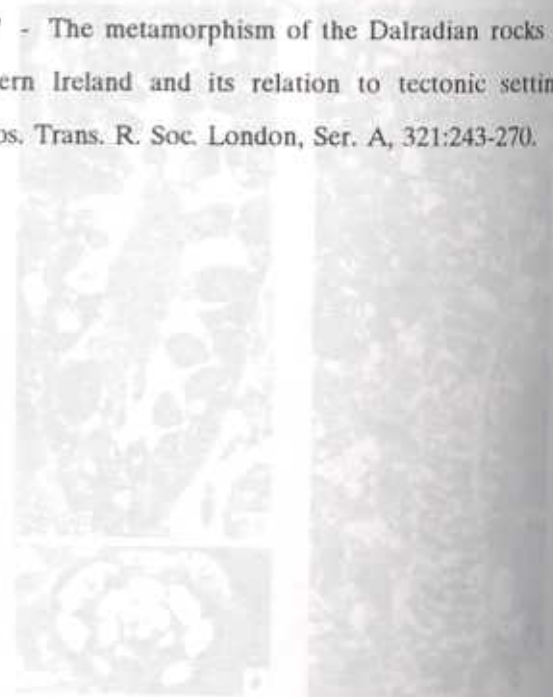 - The metamorphism of the Dalradian rocks
ern Ireland and its relation to tectonic settin
os. Trans. R. Soc. London, Ser. A, 321:243-270.